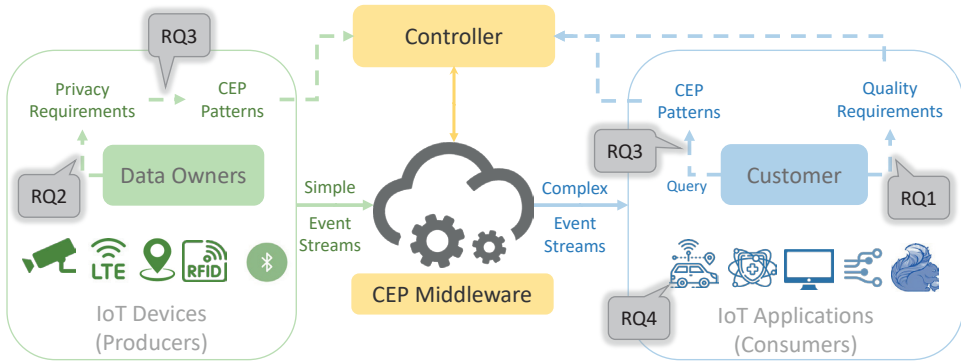 RQ3
Privacy
Requirements
CEP
Patterns
RQ2
Data Owners
LTE
RFID
IoT Devices
(Producers)
Simple
Event
Streams
Controller
CEP Middleware
Complex
Event
Streams
CEP
Patterns
Quality
Requirements
RQ3
Query
Customer
RQ1
RQ4
IoT Applications
(Consumers)